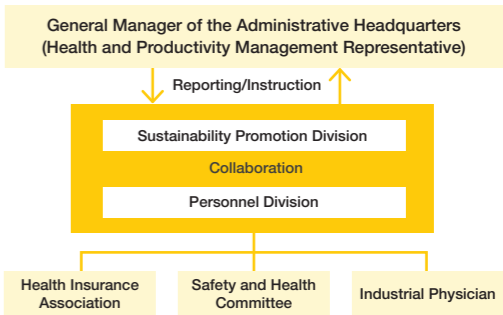 General Manager of the Administrative Headquarters
(Health and Productivity Management Representative)
Reporting/Instruction
Sustainability Promotion Division
Collaboration
Personnel Division
Health Insurance
Association
Safety and Health
Committee
Industrial Physician